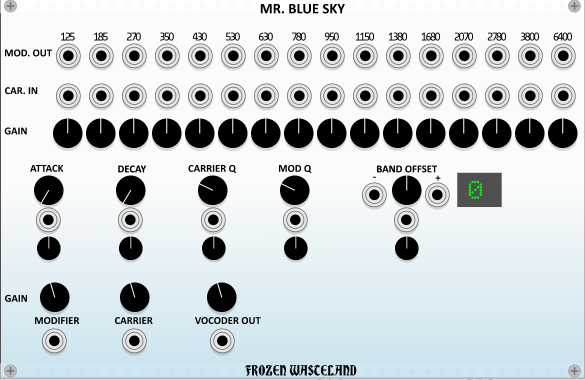 MR. BLUE SKY
125 185 270 350 430 530 630 780 950 1150 1380 1680 2070 2780 3800 6400
MOD. OUT
CAR. IN
GAIN
ATTACK DECAY CARRIER Q MOD Q BAND OFFSET
- +
0
GAIN
MODIFIER CARRIER VOCODER OUT
FROZEN WASTELAND